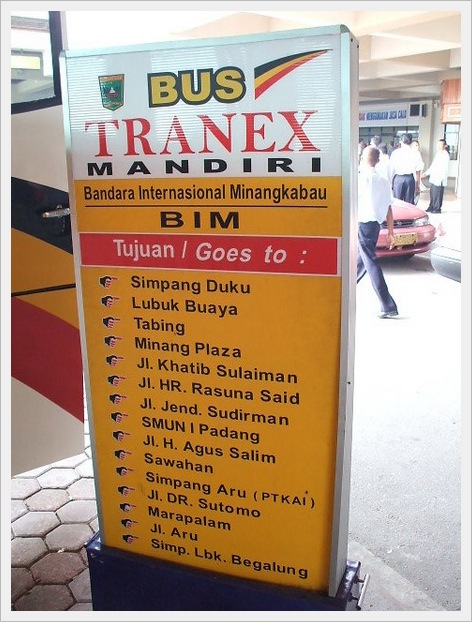 BUS
TRANEX
MANDIRI
Bandara Internasional Minangkabau
BIM
Tujuan / Goes to :
Simpang Duku
Lubuk Buaya
Tabing
Minang Plaza
Jl. Khatib Sulaiman
Jl. HR. Rasuna Said
Jl. Jend. Sudirman
SMUN I Padang
Jl. H. Agus Salim
Sawahan
Simpang Aru (PTKAI)
Jl. DR. Sutomo
Marapalam
Jl. Aru
Simp. Lbk. Begalung